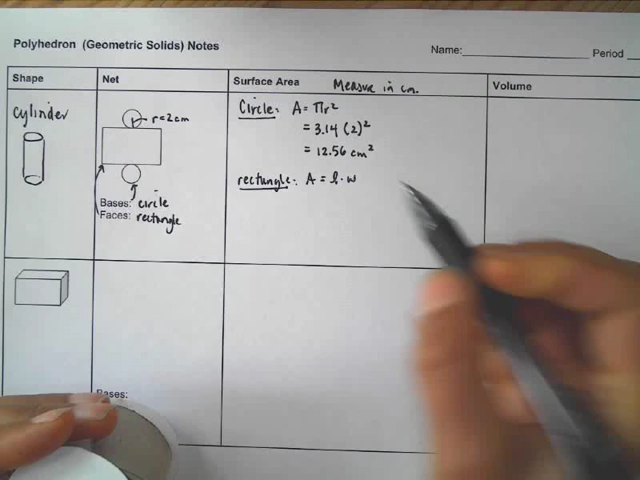 Polyhedron (Geometric Solids) Notes
Name: Period
Shape
Net
Surface Area Measure in cm.
Volume
Cylinder
r=2cm
Bases: circle
Faces: rectangle
Circle: A = πr²
= 3.14 (2)²
= 12.56 cm²
rectangle: A = l·w
Bases: